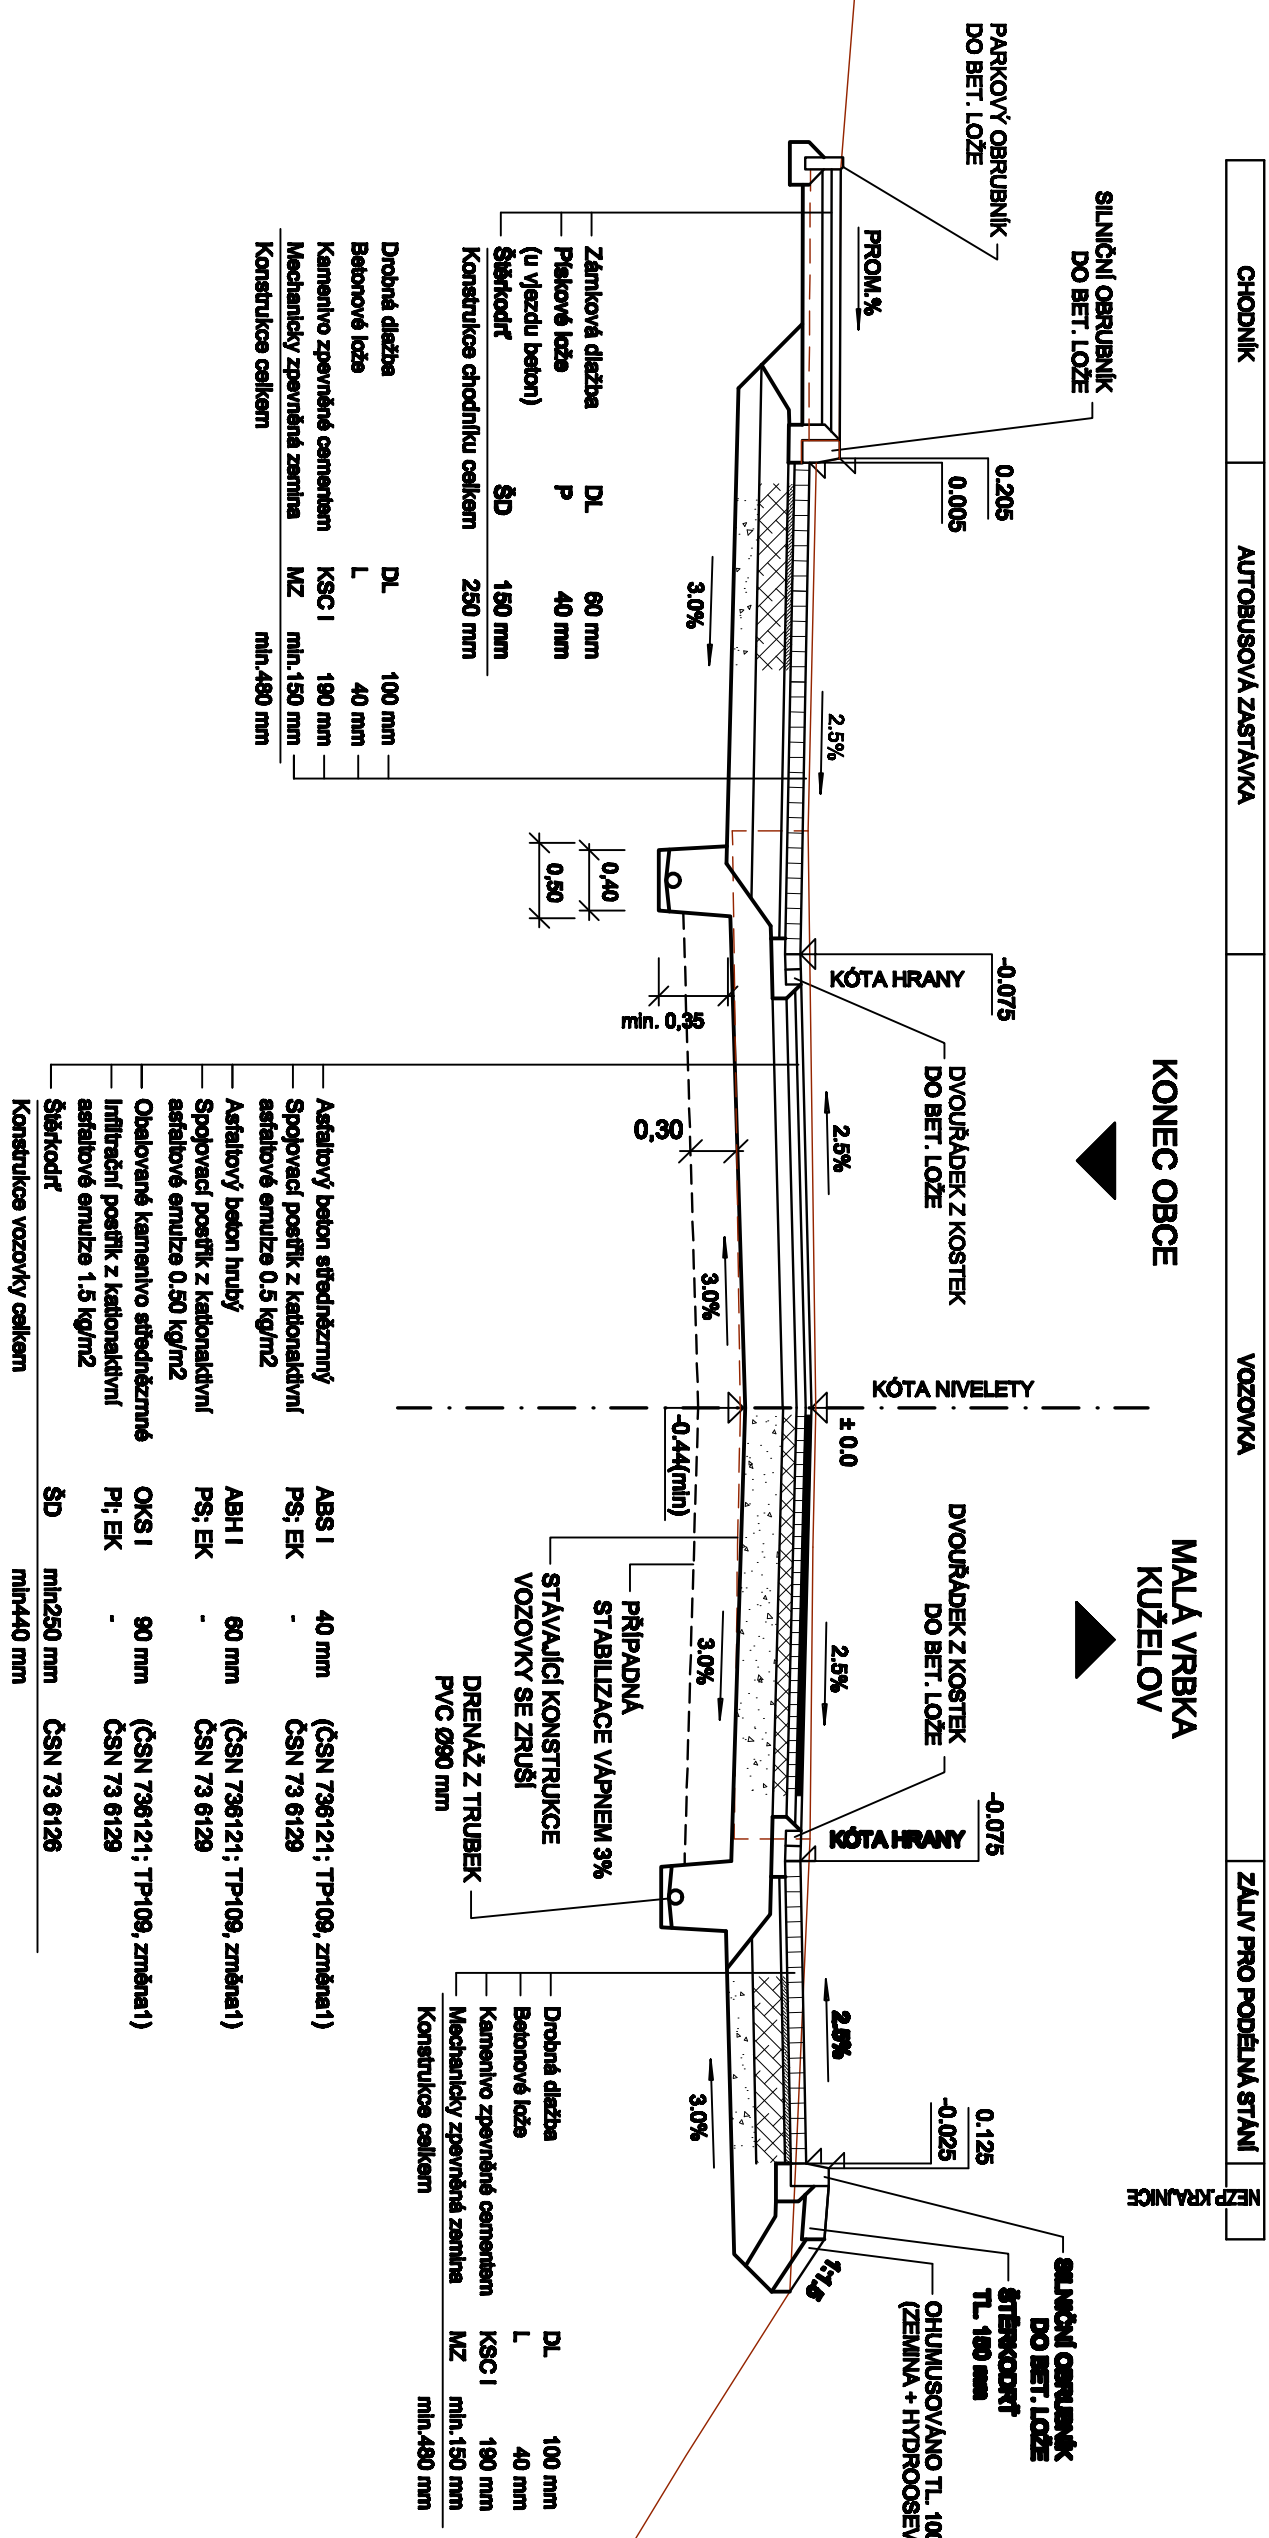 CHODNÍK
AUTOBUSOVÁ ZASTÁVKA
VOZOVKA
ZÁLIV PRO PODÉLNÁ STÁNÍ
NEZP.KRAJNICE
KONEC OBCE
MALÁ VRBKA
KUŽELOV
PARKOVÝ OBRUBNÍK
DO BET. LOŽE
SILNIČNÍ OBRUBNÍK
DO BET. LOŽE
PROM.%
0.205
0.005
2.5%
3.0%
-0.075
KÓTA HRANY
DVOUŘÁDEK Z KOSTEK
DO BET. LOŽE
2.5%
3.0%
KÓTA NIVELETY
± 0.0
-0.44(min)
DVOUŘÁDEK Z KOSTEK
DO BET. LOŽE
2.5%
3.0%
-0.075
KÓTA HRANY
2.5%
3.0%
0.125
-0.025
SILNIČNÍ OBRUBNÍK
DO BET. LOŽE
ŠTĚRKODRŤ
TL. 150 mm
1:1.5
OHUMUSOVÁNO TL. 100
(ZEMINA + HYDROOSEV
0,40
0,50
min. 0,35
0,30
PŘÍPADNÁ
STABILIZACE VÁPNEM 3%
STÁVAJÍCÍ KONSTRUKCE
VOZOVKY SE ZRUŠÍ
DRENÁŽ Z TRUBEK
PVC Ø90 mm
Zámková dlažba DL 60 mm
Pískové lože P 40 mm
(u vjezdu beton)
Štěrkodrť ŠD 150 mm
Konstrukce chodníku celkem 250 mm
Drobná dlažba DL 100 mm
Betonové lože L 40 mm
Kamenivo zpevněné cementem KSC I 190 mm
Mechanicky zpevněná zemina MZ min.150 mm
Konstrukce celkem min.480 mm
Asfaltový beton střednězrnný ABS I 40 mm (ČSN 736121; TP109, změna1)
Spojovací postřik z kationaktivní PS; EK - ČSN 73 6129
asfaltové emulze 0.5 kg/m2
Asfaltový beton hrubý ABH I 60 mm (ČSN 736121; TP109, změna1)
Spojovací postřik z kationaktivní PS; EK - ČSN 73 6129
asfaltové emulze 0.50 kg/m2
Obalované kamenivo střednězrnné OKS I 90 mm (ČSN 736121; TP109, změna1)
Infiltrační postřik z kationaktivní PI; EK - ČSN 73 6129
asfaltové emulze 1.5 kg/m2
Štěrkodrť ŠD min250 mm ČSN 73 6126
Konstrukce vozovky celkem min440 mm
Drobná dlažba DL 100 mm
Betonové lože L 40 mm
Kamenivo zpevněné cementem KSC I 190 mm
Mechanicky zpevněná zemina MZ min.150 mm
Konstrukce celkem min.480 mm